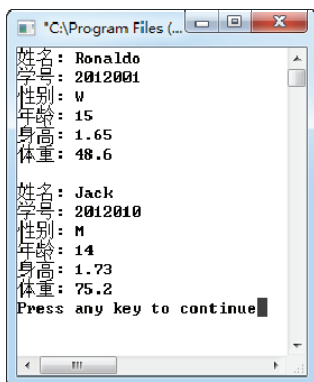 "C:\Program Files (...
姓名: Ronaldo
学号: 2012001
性别: W
年龄: 15
身高: 1.65
体重: 48.6
姓名: Jack
学号: 2012010
性别: M
年龄: 14
身高: 1.73
体重: 75.2
Press any key to continue